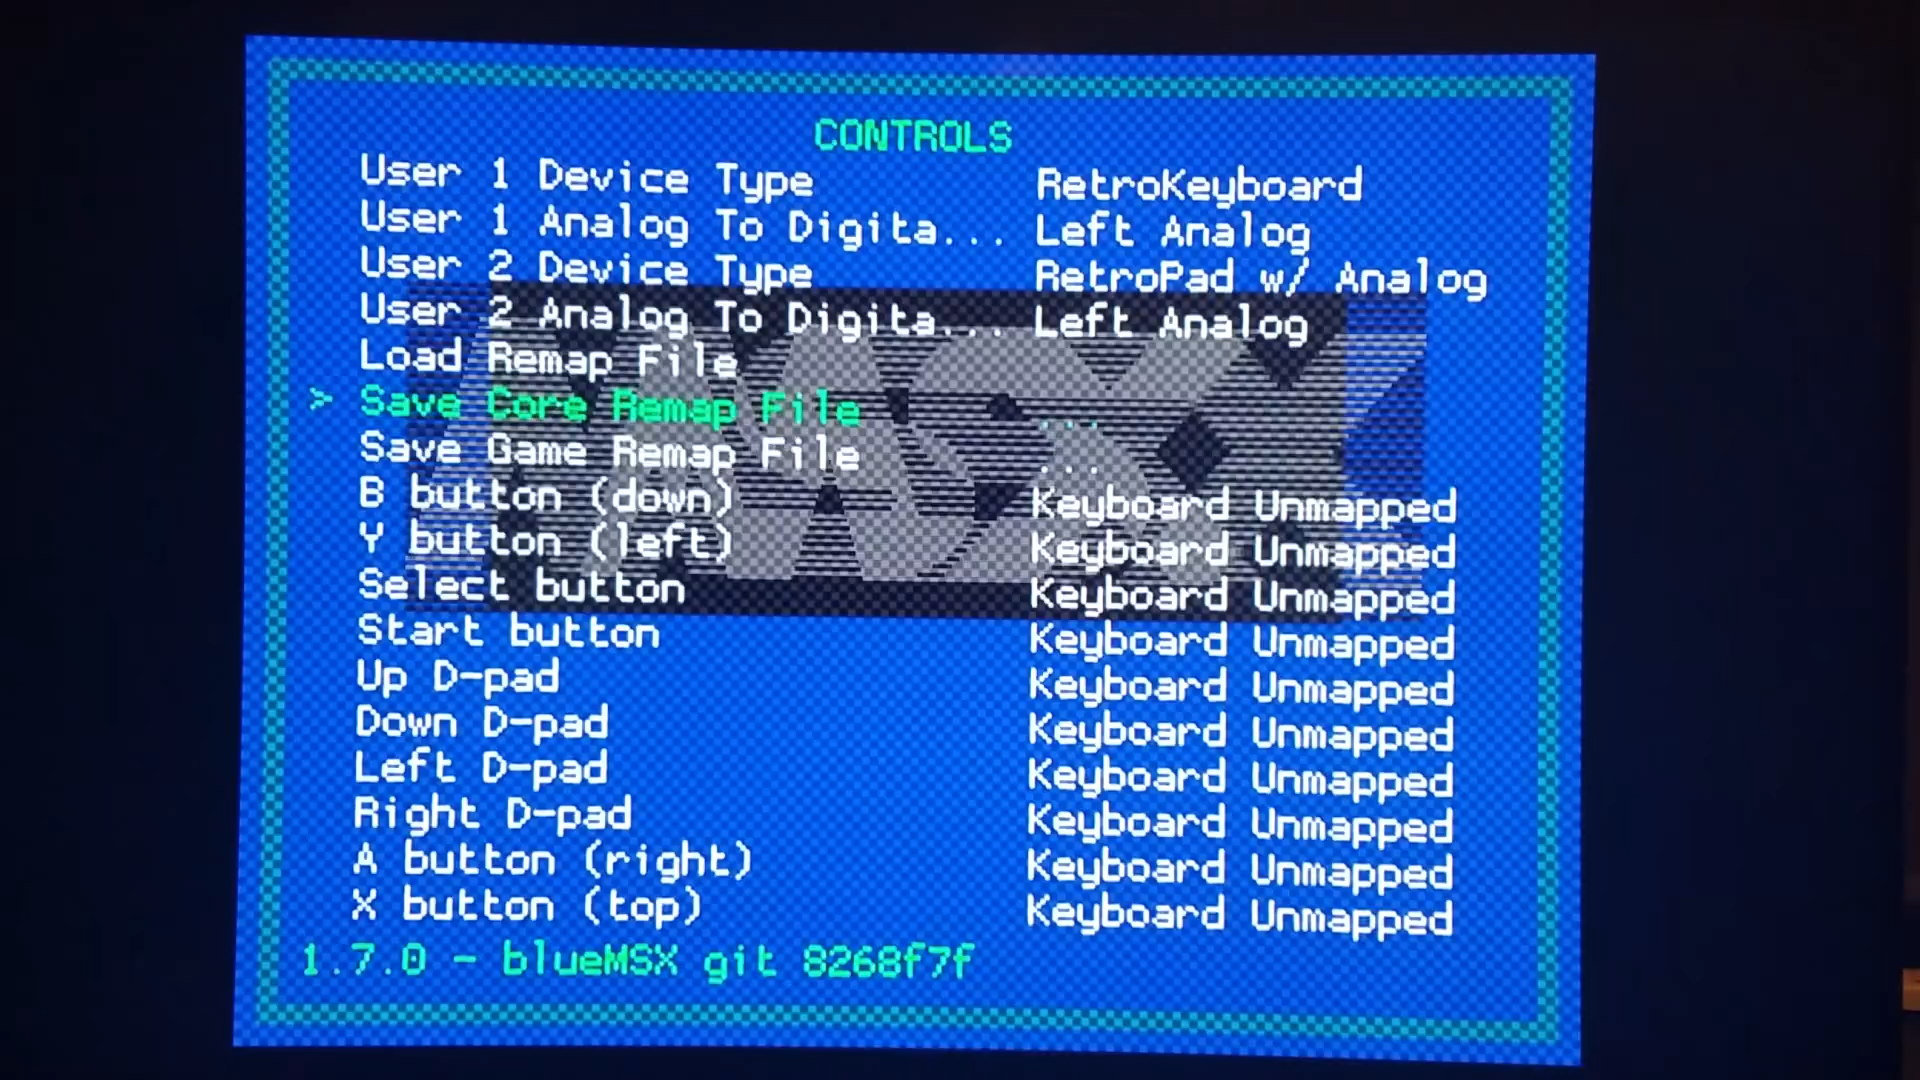 CONTROLS
User 1 Device Type RetroKeyboard
User 1 Analog To Digita... Left Analog
User 2 Device Type RetroPad w/ Analog
User 2 Analog To Digita... Left Analog
Load Remap File
> Save Core Remap File ...
Save Game Remap File ...
B button (down) Keyboard Unmapped
Y button (left) Keyboard Unmapped
Select button Keyboard Unmapped
Start button Keyboard Unmapped
Up D-pad Keyboard Unmapped
Down D-pad Keyboard Unmapped
Left D-pad Keyboard Unmapped
Right D-pad Keyboard Unmapped
A button (right) Keyboard Unmapped
X button (top) Keyboard Unmapped
1.7.0 - blueMSX git 8268f7f
MSX